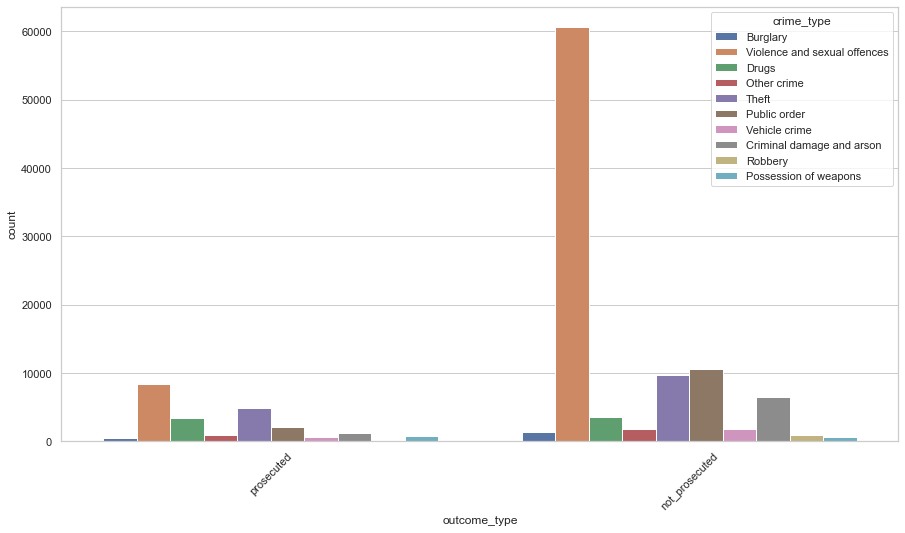 crime_type
Burglary
Violence and sexual offences
Drugs
Other crime
Theft
Public order
Vehicle crime
Criminal damage and arson
Robbery
Possession of weapons
60000
50000
40000
30000
20000
10000
0
count
prosecuted
not_prosecuted
outcome_type